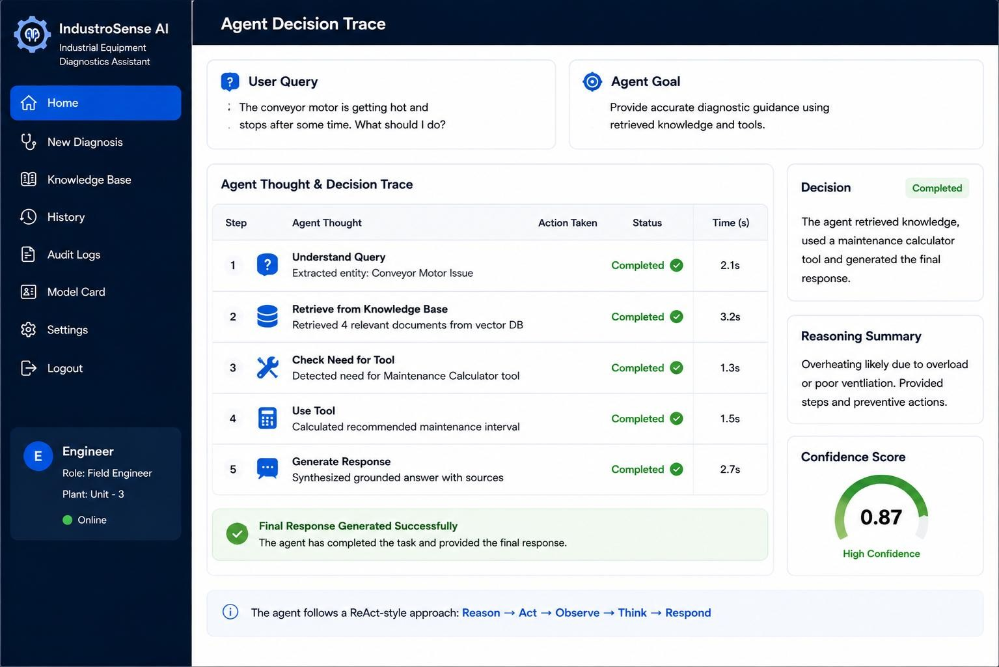 IndustroSense AI
Industrial Equipment
Diagnostics Assistant
Home
New Diagnosis
Knowledge Base
History
Audit Logs
Model Card
Settings
Logout
E
Engineer
Role: Field Engineer
Plant: Unit - 3
Online
Agent Decision Trace
? User Query
: The conveyor motor is getting hot and
. stops after some time. What should I do?
Agent Goal
Provide accurate diagnostic guidance using
retrieved knowledge and tools.
Agent Thought & Decision Trace
Step Agent Thought Action Taken Status Time (s)
1 ? Understand Query
Extracted entity: Conveyor Motor Issue
Completed 2.1s
2 Retrieve from Knowledge Base
Retrieved 4 relevant documents from vector DB
Completed 3.2s
3 Check Need for Tool
Detected need for Maintenance Calculator tool
Completed 1.3s
4 Use Tool
Calculated recommended maintenance interval
Completed 1.5s
5 Generate Response
Synthesized grounded answer with sources
Completed 2.7s
Final Response Generated Successfully
The agent has completed the task and provided the final response.
Decision Completed
The agent retrieved knowledge,
used a maintenance calculator
tool and generated the final
response.
Reasoning Summary
Overheating likely due to overload
or poor ventliation. Provided
steps and preventive actions.
Confidence Score
0.87
High Confidence
i The agent follows a ReAct-style approach: Reason → Act → Observe → Think → Respond